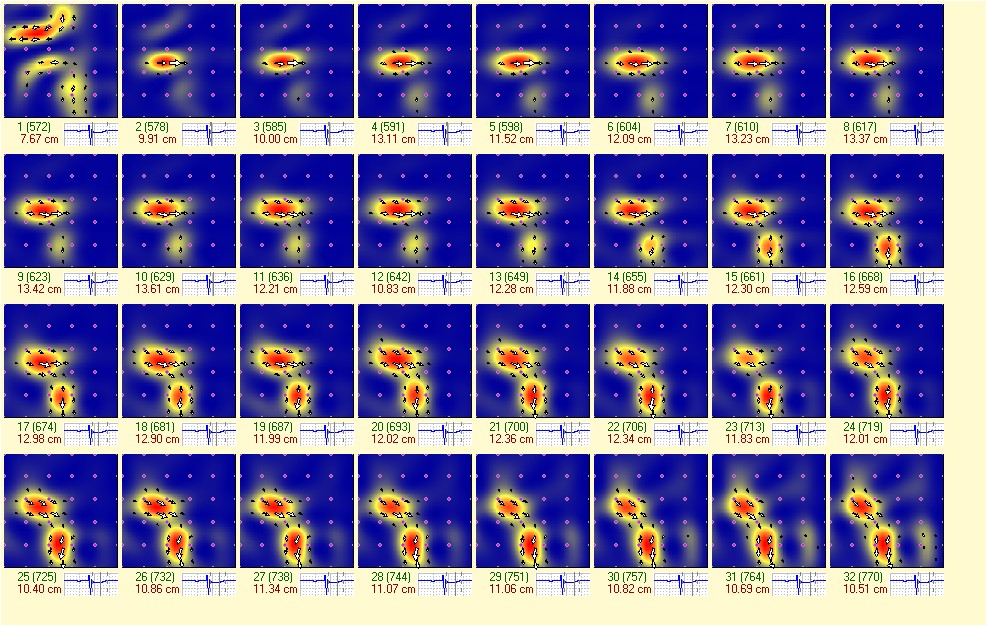 1 (572) 2 (578) 3 (585) 4 (591) 5 (598) 6 (604) 7 (610) 8 (617)
7.67 cm 9.91 cm 10.00 cm 13.11 cm 11.52 cm 12.09 cm 13.23 cm 13.37 cm
9 (623) 10 (629) 11 (636) 12 (642) 13 (649) 14 (655) 15 (661) 16 (668)
13.42 cm 13.61 cm 12.21 cm 10.83 cm 12.28 cm 11.88 cm 12.30 cm 12.59 cm
17 (674) 18 (681) 19 (687) 20 (693) 21 (700) 22 (706) 23 (713) 24 (719)
12.98 cm 12.90 cm 11.99 cm 12.02 cm 12.36 cm 12.34 cm 11.83 cm 12.01 cm
25 (725) 26 (732) 27 (738) 28 (744) 29 (751) 30 (757) 31 (764) 32 (770)
10.40 cm 10.86 cm 11.34 cm 11.07 cm 11.06 cm 10.82 cm 10.69 cm 10.51 cm